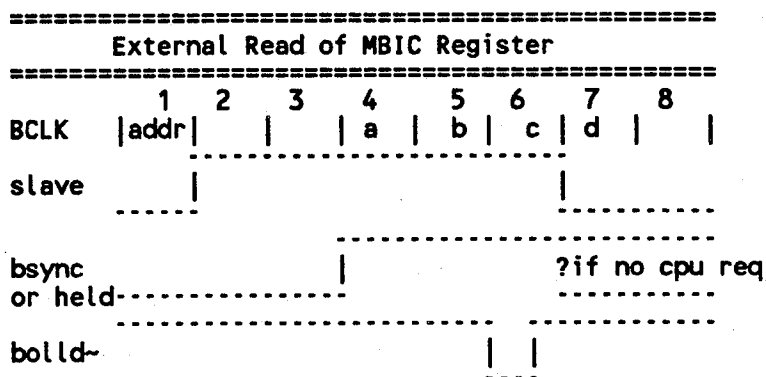 External Read of MBIC Register
1 2 3 4 5 6 7 8
BCLK |addr| | | a | b | c | d | |
slave
bsync ?if no cpu req
or held
bolld~